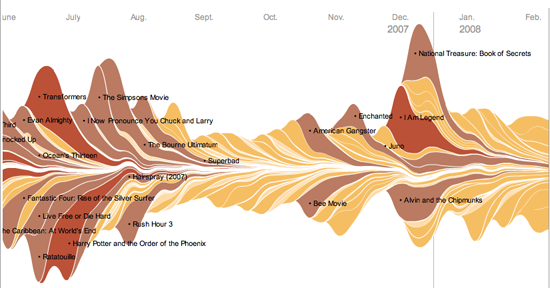 une July Aug. Sept. Oct. Nov. Dec. Jan. Feb.
2007 2008
National Treasure: Book of Secrets
Transformers
The Simpsons Movie
Enchanted
I Am Legend
Third
Evan Almighty
I Now Pronounce You Chuck and Larry
American Gangster
nocked Up
The Bourne Ultimatum
Juno
Ocean's Thirteen
Superbad
Hairspray (2007)
Fantastic Four: Rise of the Silver Surfer
Bee Movie
Alvin and the Chipmunks
Live Free or Die Hard
Rush Hour 3
he Caribbean: At World's End
Harry Potter and the Order of the Phoenix
Ratatouille